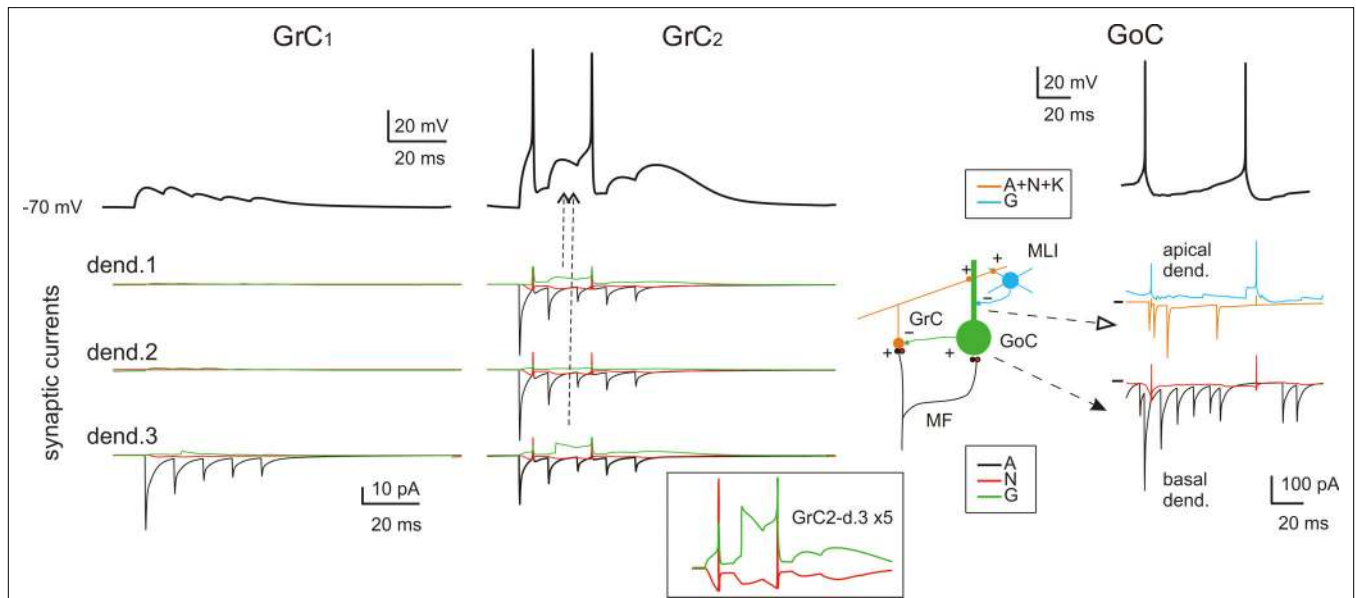 GrC1
GrC2
GoC
20 mV
20 ms
20 mV
20 ms
-70 mV
A+N+K
G
synaptic currents
dend.1
dend.2
dend.3
10 pA
20 ms
+
+
MLI
−
GrC
−
+
GoC
+
MF
apical
dend.
−
−
basal
dend.
100 pA
20 ms
A
N
G
GrC2-d.3 x5